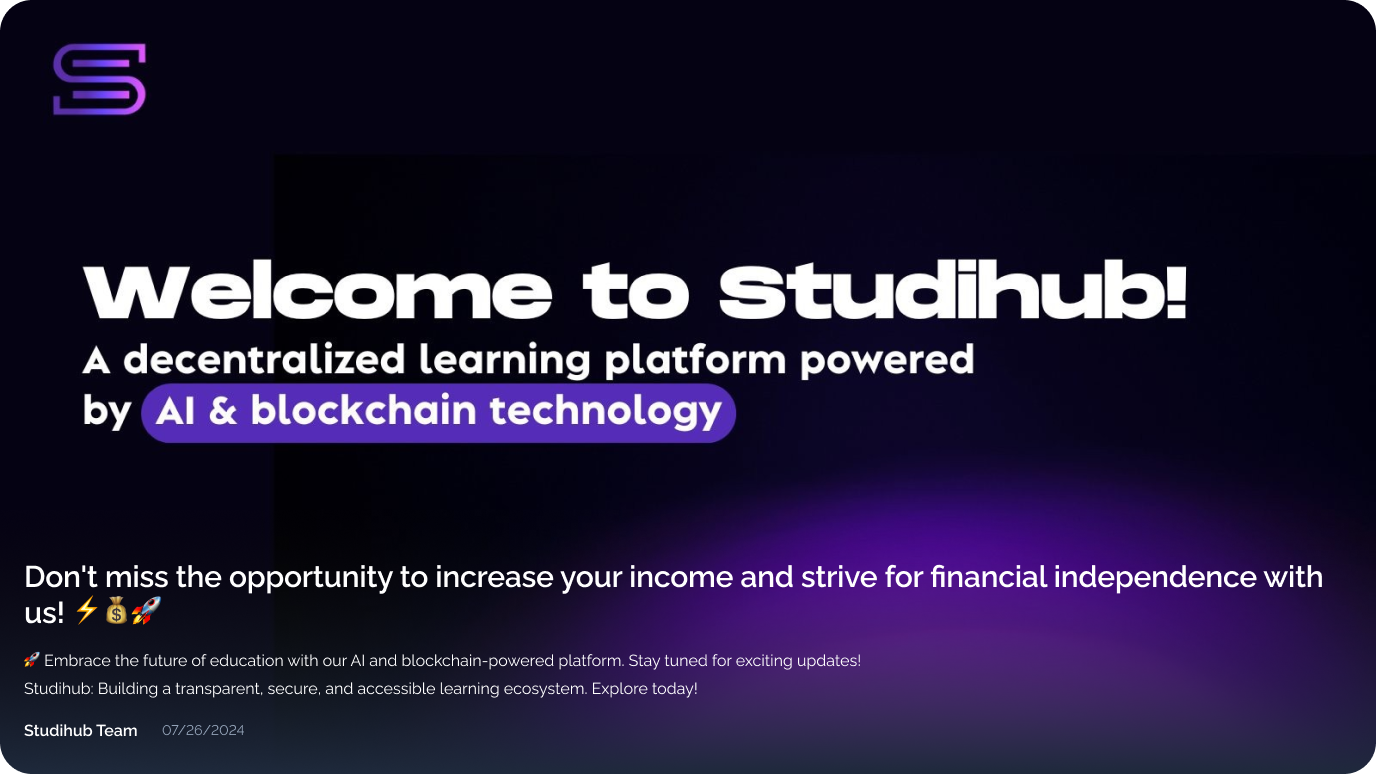 Welcome to Studihub!
A decentralized learning platform powered
by AI & blockchain technology
Don't miss the opportunity to increase your income and strive for financial independence with
us! ⚡💰🚀
🚀 Embrace the future of education with our AI and blockchain-powered platform. Stay tuned for exciting updates!
Studihub: Building a transparent, secure, and accessible learning ecosystem. Explore today!
Studihub Team 07/26/2024